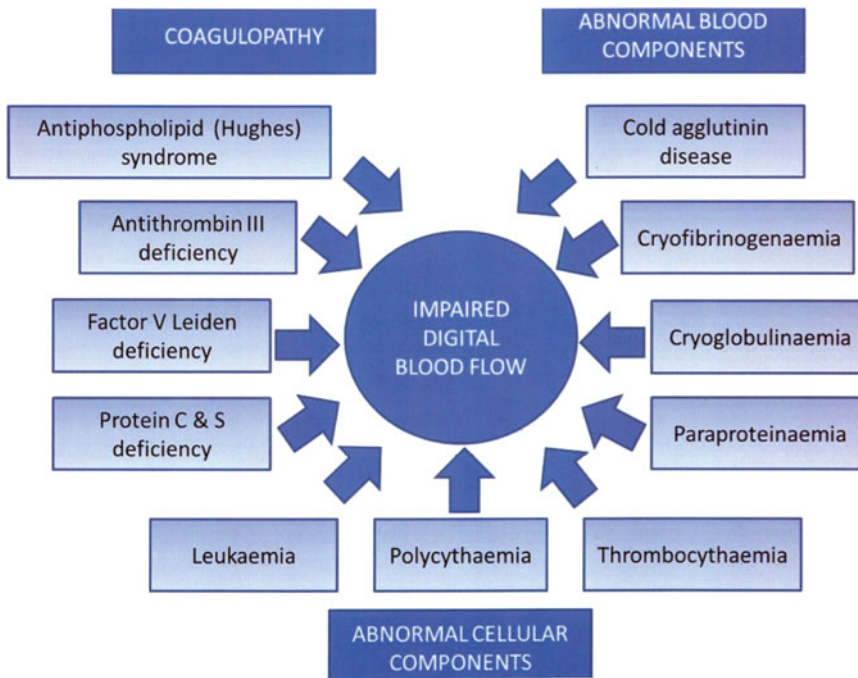 COAGULOPATHY
ABNORMAL BLOOD
COMPONENTS
Antiphospholipid (Hughes)
syndrome
Cold agglutinin
disease
Antithrombin III
deficiency
Cryofibrinogenaemia
IMPAIRED
DIGITAL
BLOOD FLOW
Factor V Leiden
deficiency
Cryoglobulinaemia
Protein C & S
deficiency
Paraproteinaemia
Leukaemia
Polycythaemia
Thrombocythaemia
ABNORMAL CELLULAR
COMPONENTS